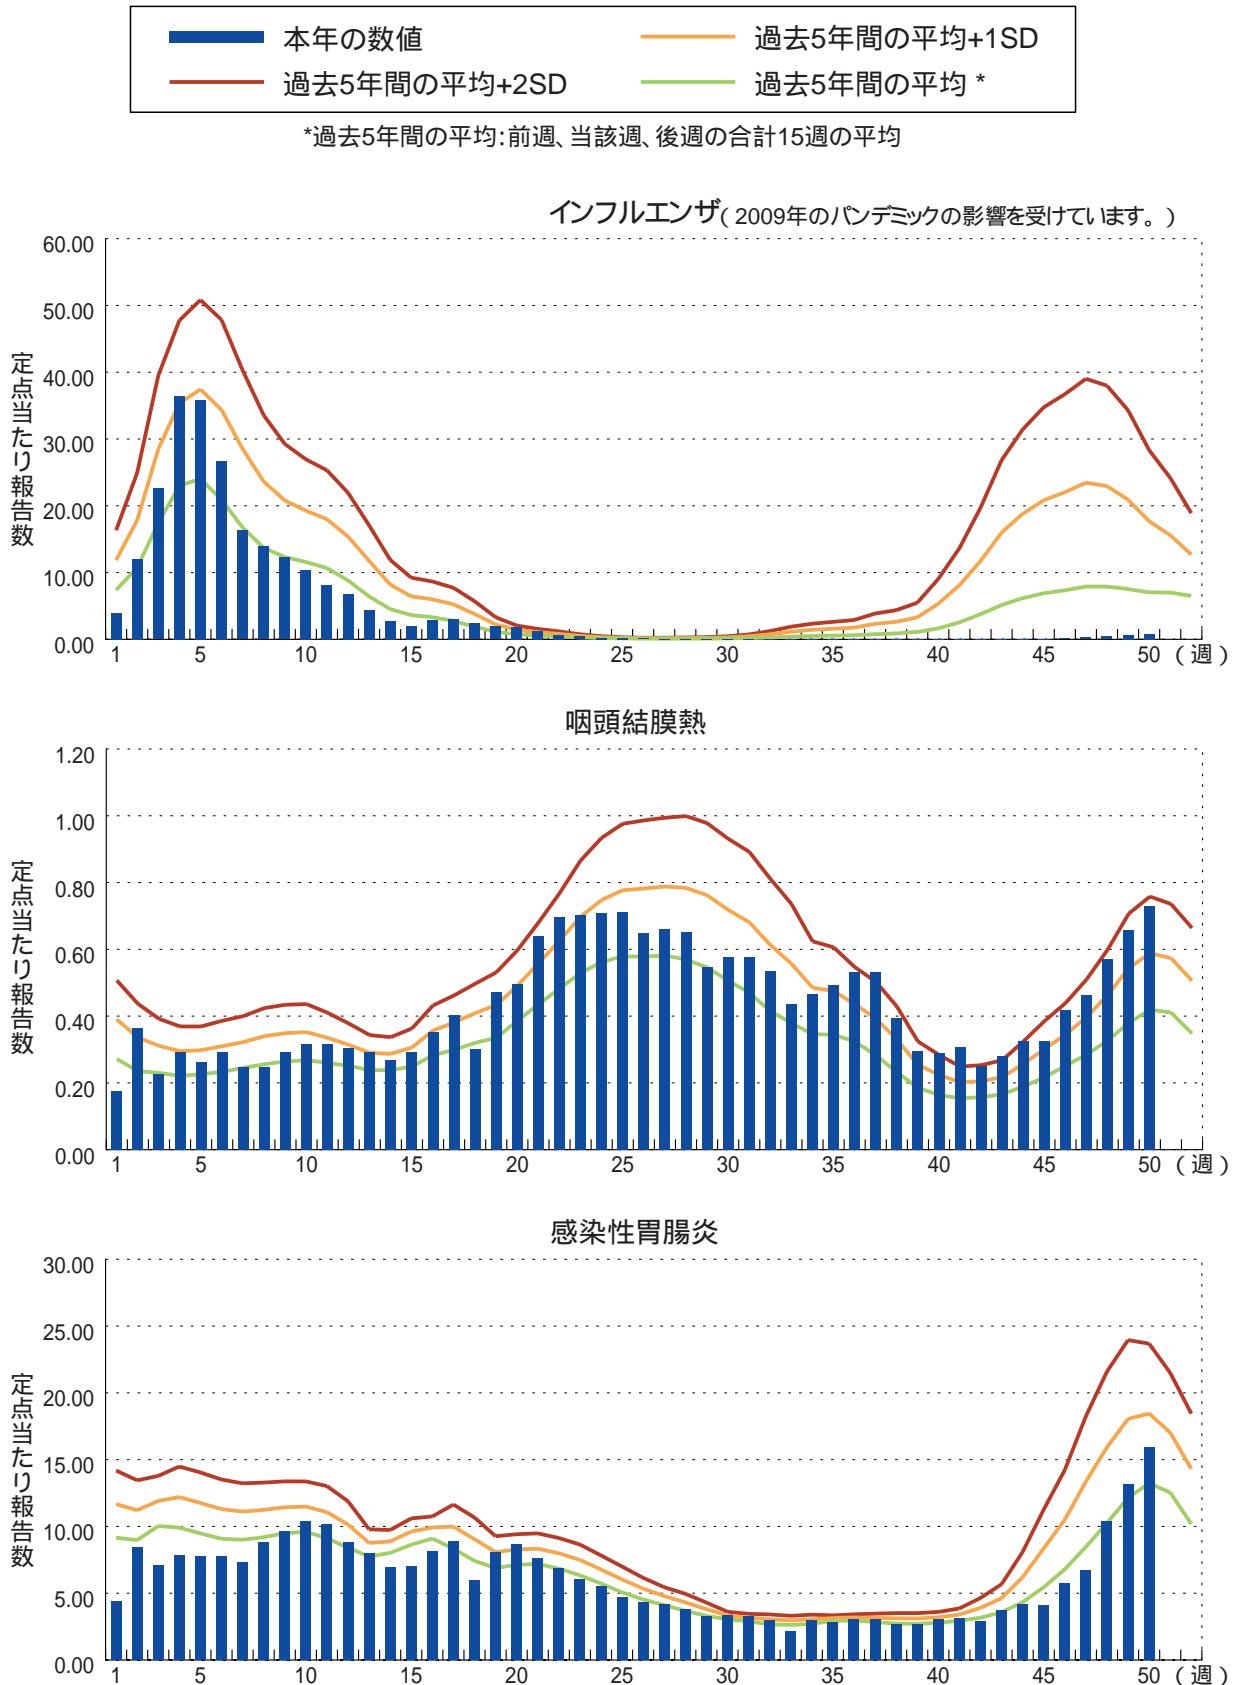 本年の数値
過去5年間の平均+1SD
過去5年間の平均+2SD
過去5年間の平均 *
*過去5年間の平均:前週、当該週、後週の合計15週の平均
インフルエンザ( 2009年のパンデミックの影響を受けています。 )
定点当たり報告数
60.00
50.00
40.00
30.00
20.00
10.00
0.00
1 5 10 15 20 25 30 35 40 45 50 (週)
咽頭結膜熱
定点当たり報告数
1.20
1.00
0.80
0.60
0.40
0.20
0.00
1 5 10 15 20 25 30 35 40 45 50 (週)
感染性胃腸炎
定点当たり報告数
30.00
25.00
20.00
15.00
10.00
5.00
0.00
1 5 10 15 20 25 30 35 40 45 50 (週)